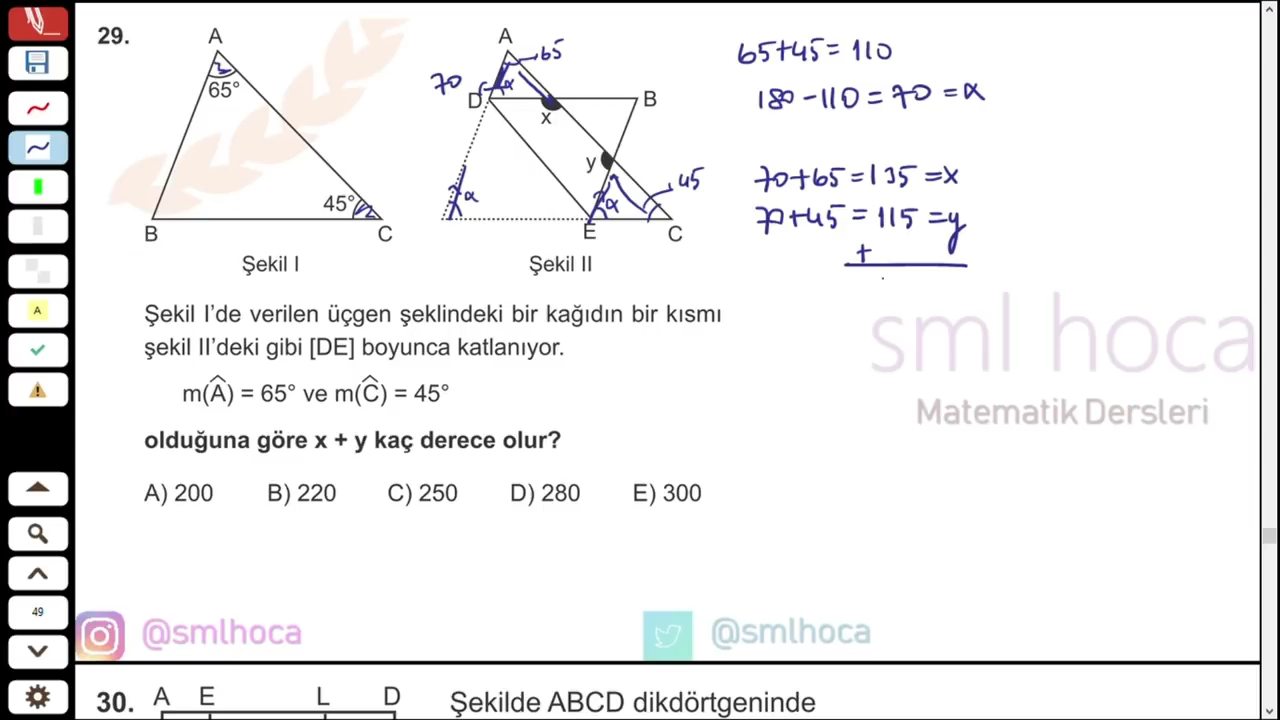 29.
A
65°
45°
B
C
Şekil I
A
65
70
D
α
B
x
y
45
α
α
E
C
Şekil II
65+45=110
180-110=70=α
70+65=135=x
70+45=115=y
+
Şekil I'de verilen üçgen şeklindeki bir kağıdın bir kısmı
şekil II'deki gibi [DE] boyunca katlanıyor.
m(Â) = 65° ve m(Ĉ) = 45°
olduğuna göre x + y kaç derece olur?
A) 200 B) 220 C) 250 D) 280 E) 300
sml hoca
Matematik Dersleri
@smlhoca
@smlhoca
30.
A E L D
Şekilde ABCD dikdörtgeninde
A
49